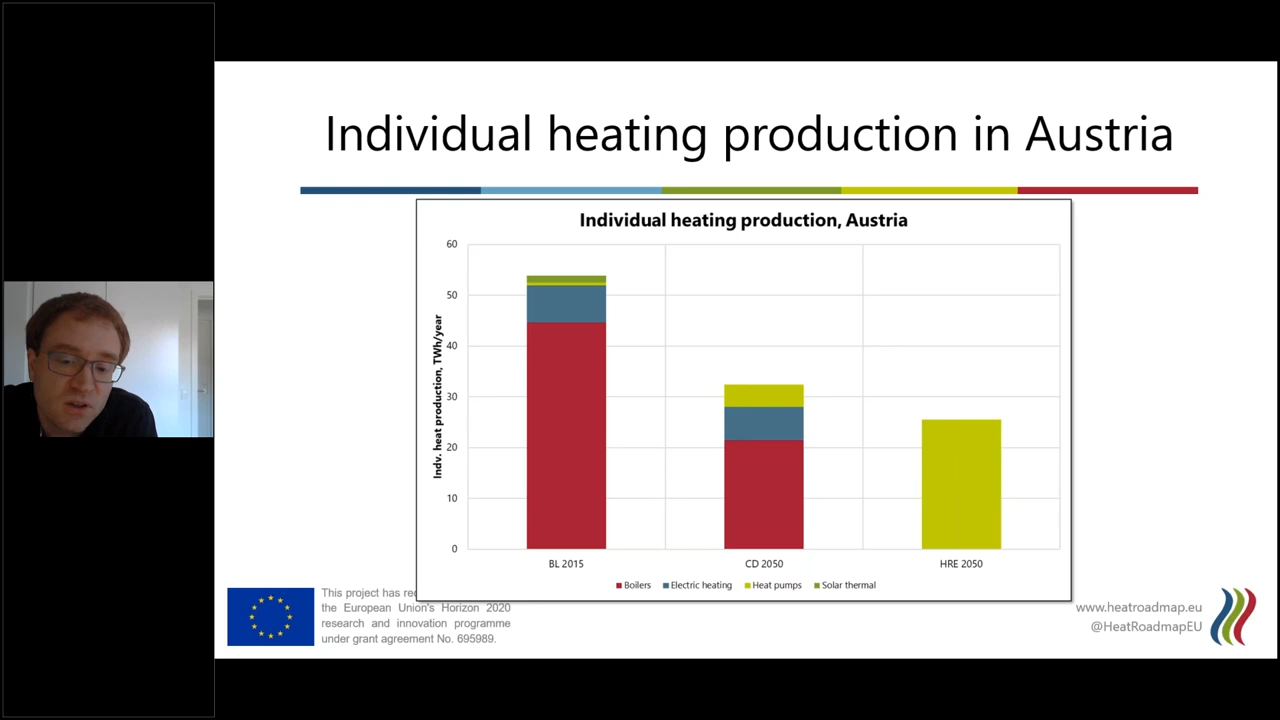 Individual heating production in Austria
Individual heating production, Austria
Indv. heat production, TWh/year
60
50
40
30
20
10
0
BL 2015
CD 2050
HRE 2050
Boilers
Electric heating
Heat pumps
Solar thermal
This project has
the European Union's Horizon 2020
research and innovation programme
under grant agreement No. 695989.
www.heatroadmap.eu
@HeatRoadmapEU